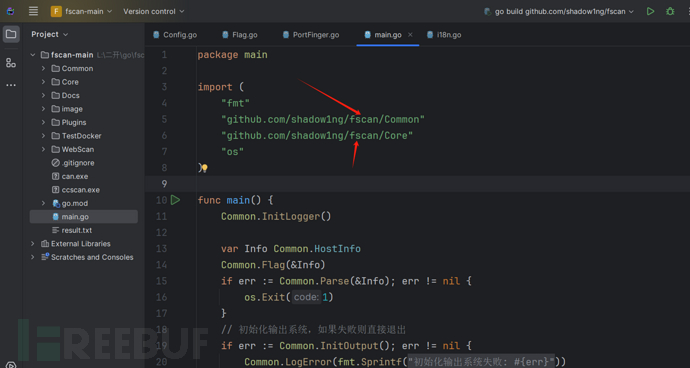 fscan-main
Version control
go build github.com/shadow1ng/fscan
Project
Config.go
Flag.go
PortFinger.go
main.go
i18n.go
fscan-main L:\二开\go\fsc
Common
Core
Docs
image
Plugins
TestDocker
WebScan
.gitignore
can.exe
ccscan.exe
go.mod
main.go
result.txt
External Libraries
Scratches and Consoles
1 package main
2
3 import (
4 "fmt"
5 "github.com/shadow1ng/fscan/Common"
6 "github.com/shadow1ng/fscan/Core"
7 "os"
8 )
9
10 func main() {
11 Common.InitLogger()
12
13 var Info Common.HostInfo
14 Common.Flag(&Info)
15 if err := Common.Parse(&Info); err != nil {
16 os.Exit( code: 1)
17 }
18 // 初始化输出系统，如果失败则直接退出
19 if err := Common.InitOutput(); err != nil {
20 Common.LogError(fmt.Sprintf("初始化输出系统失败: #{err}"))
FREEBUF